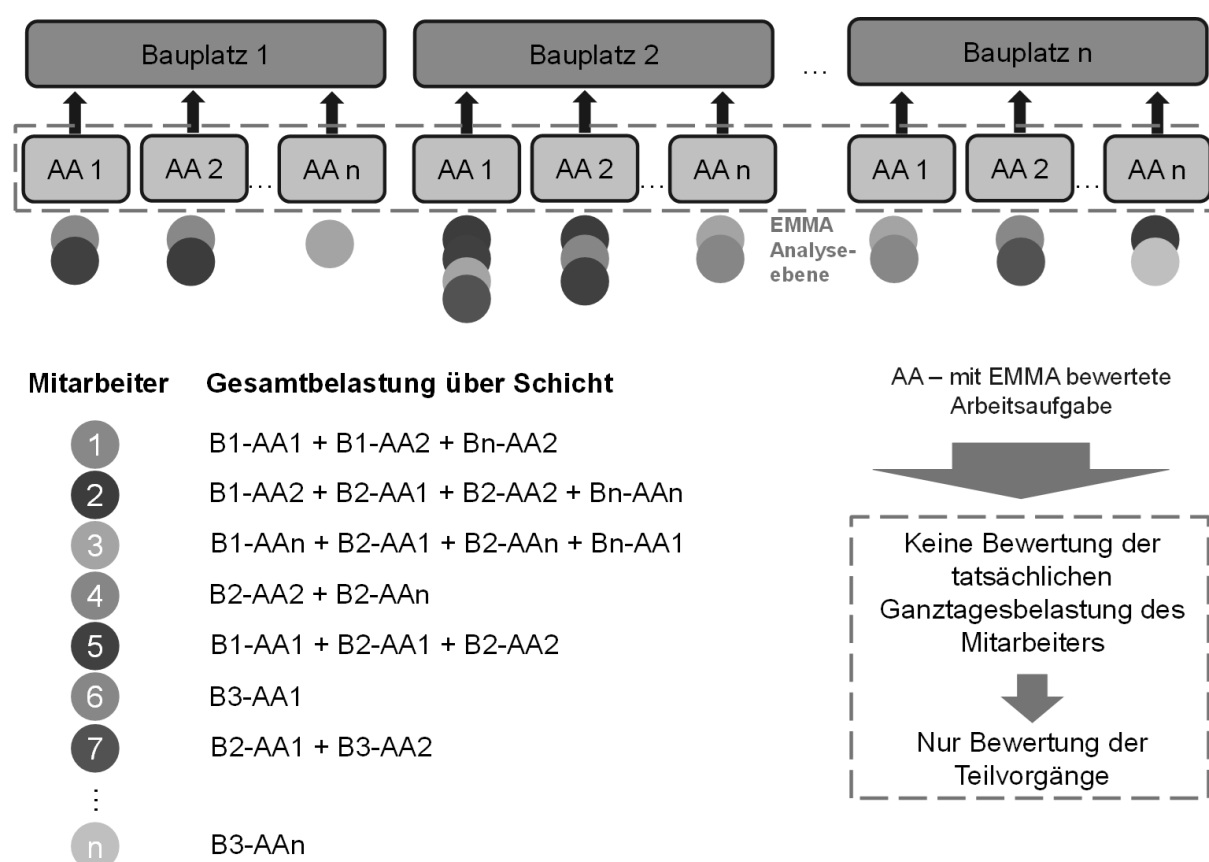 Bauplatz 1
Bauplatz 2
...
Bauplatz n
AA 1
AA 2
...
AA n
AA 1
AA 2
...
AA n
AA 1
AA 2
...
AA n
EMMA
Analyse-
ebene
Mitarbeiter
Gesamtbelastung über Schicht
1 B1-AA1 + B1-AA2 + Bn-AA2
2 B1-AA2 + B2-AA1 + B2-AA2 + Bn-AAn
3 B1-AAn + B2-AA1 + B2-AAn + Bn-AA1
4 B2-AA2 + B2-AAn
5 B1-AA1 + B2-AA1 + B2-AA2
6 B3-AA1
7 B2-AA1 + B3-AA2
...
n B3-AAn
AA – mit EMMA bewertete
Arbeitsaufgabe
Keine Bewertung der
tatsächlichen
Ganztagesbelastung des
Mitarbeiters
Nur Bewertung der
Teilvorgänge